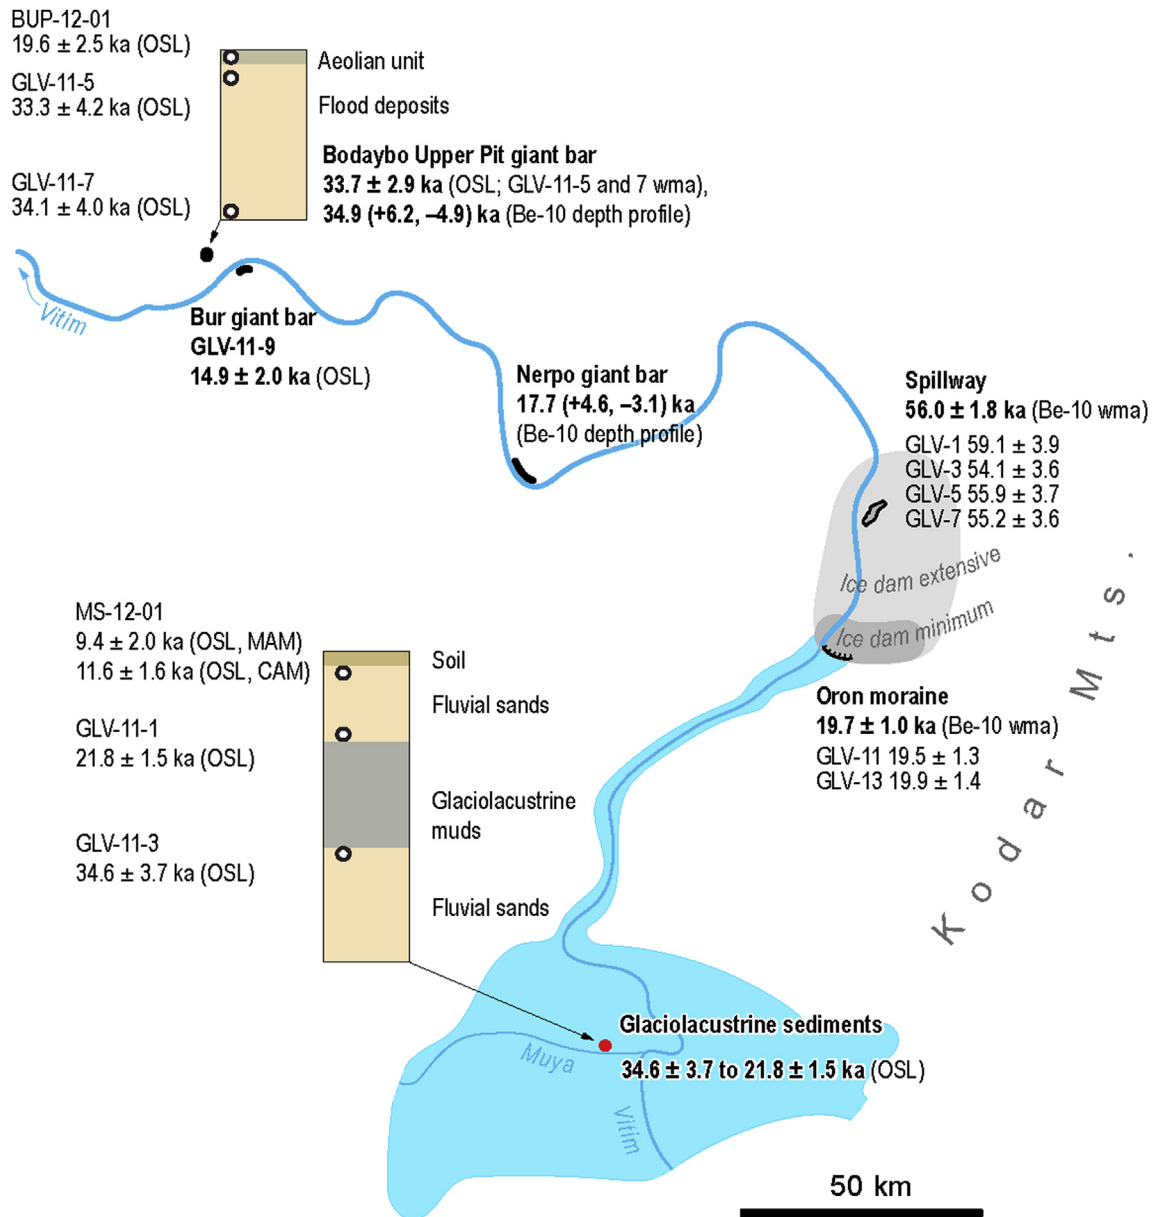 BUP-12-01
19.6 ± 2.5 ka (OSL)
GLV-11-5
33.3 ± 4.2 ka (OSL)
GLV-11-7
34.1 ± 4.0 ka (OSL)
Aeolian unit
Flood deposits
Bodaybo Upper Pit giant bar
33.7 ± 2.9 ka (OSL; GLV-11-5 and 7 wma),
34.9 (+6.2, –4.9) ka (Be-10 depth profile)
Vitim
Bur giant bar
GLV-11-9
14.9 ± 2.0 ka (OSL)
Nerpo giant bar
17.7 (+4.6, –3.1) ka
(Be-10 depth profile)
Spillway
56.0 ± 1.8 ka (Be-10 wma)
GLV-1 59.1 ± 3.9
GLV-3 54.1 ± 3.6
GLV-5 55.9 ± 3.7
GLV-7 55.2 ± 3.6
Ice dam extensive
Ice dam minimum
Kodar Mts.
Oron moraine
19.7 ± 1.0 ka (Be-10 wma)
GLV-11 19.5 ± 1.3
GLV-13 19.9 ± 1.4
MS-12-01
9.4 ± 2.0 ka (OSL, MAM)
11.6 ± 1.6 ka (OSL, CAM)
GLV-11-1
21.8 ± 1.5 ka (OSL)
GLV-11-3
34.6 ± 3.7 ka (OSL)
Soil
Fluvial sands
Glaciolacustrine
muds
Fluvial sands
Glaciolacustrine sediments
34.6 ± 3.7 to 21.8 ± 1.5 ka (OSL)
Muya
Vitim
50 km